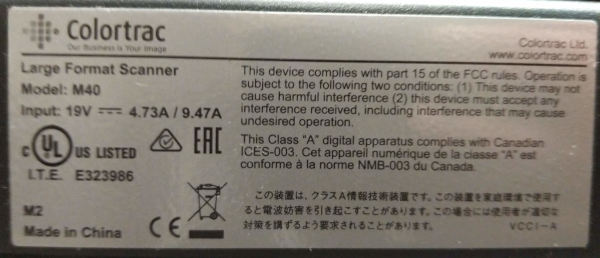 Colortrac
Our Business is Your Image
Colortrac Ltd.
www.colortrac.com
Large Format Scanner
Model: M40
Input: 19V ⎓ 4.73A / 9.47A
C UL US LISTED
I.T.E. E323986
EAC
M2
Made in China
CE
This device complies with part 15 of the FCC rules. Operation is
subject to the following two conditions: (1) This device may not
cause harmful interference (2) this device must accept any
interference received, including interference that may cause
undesired operation.
This Class "A" digital apparatus complies with Canadian
ICES-003. Cet appareil numérique de la classe "A" est
conforme à la norme NMB-003 du Canada.
この装置は、クラスA情報技術装置です。この装置を家庭環境で使用す
ると電波妨害を引き起こすことがあります。この場合には使用者が適切な
対策を講ずるよう要求されることがあります。
VCCI-A